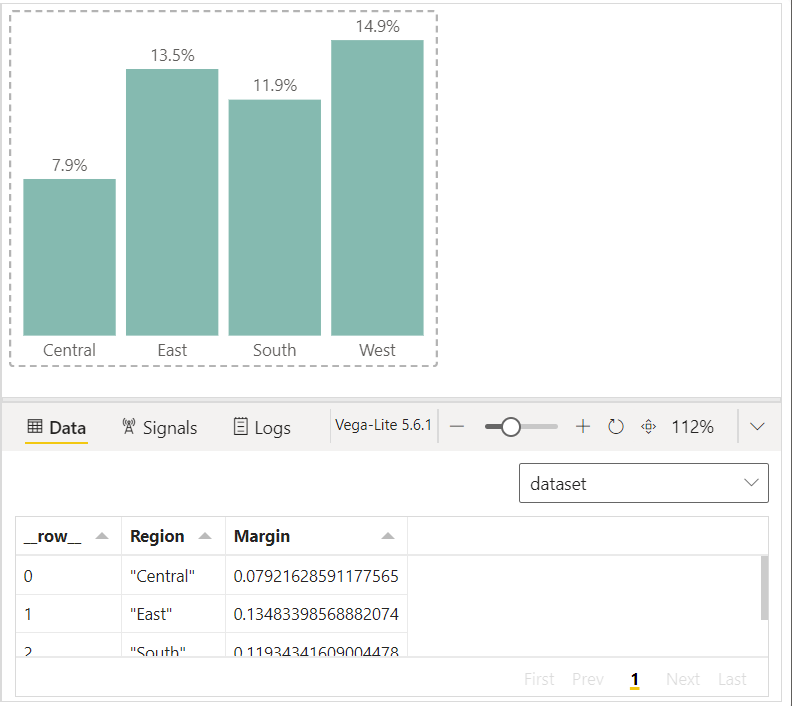 14.9%
13.5%
11.9%
7.9%
Central East South West
Data Signals Logs Vega-Lite 5.6.1 112%
dataset
__row__ Region Margin
0 "Central" 0.07921628591177565
1 "East" 0.13483398568882074
2 "South" 0.11934341609004478
First Prev 1 Next Last